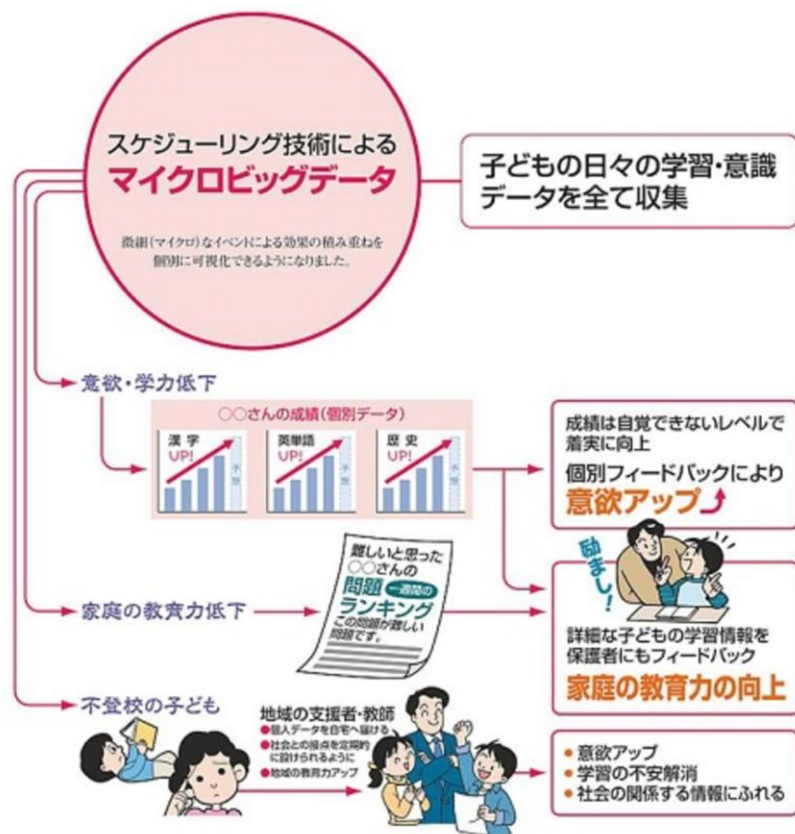 スケジューリング技術による
マイクロビッグデータ
微細(マイクロ)なイベントによる効果の積み重ねを
個別に可視化できるようになりました。
子どもの日々の学習・意識
データを全て収集
意欲・学力低下
○○さんの成績(個別データ)
漢字
UP!
予想
英単語
UP!
予想
歴史
UP!
予想
成績は自覚できないレベルで
着実に向上
個別フィードバックにより
意欲アップ
家庭の教育力低下
難しいと思った
○○さんの
問題 一週間の
ランキング
この問題が難しい
問題です。
励まし!
詳細な子どもの学習情報を
保護者にもフィードバック
家庭の教育力の向上
不登校の子ども
地域の支援者・教師
●個人データを自宅へ届ける
●社会との接点を定期的
に設けられるように
●地域の教育力アップ
● 意欲アップ
● 学習の不安解消
● 社会の関係する情報にふれる